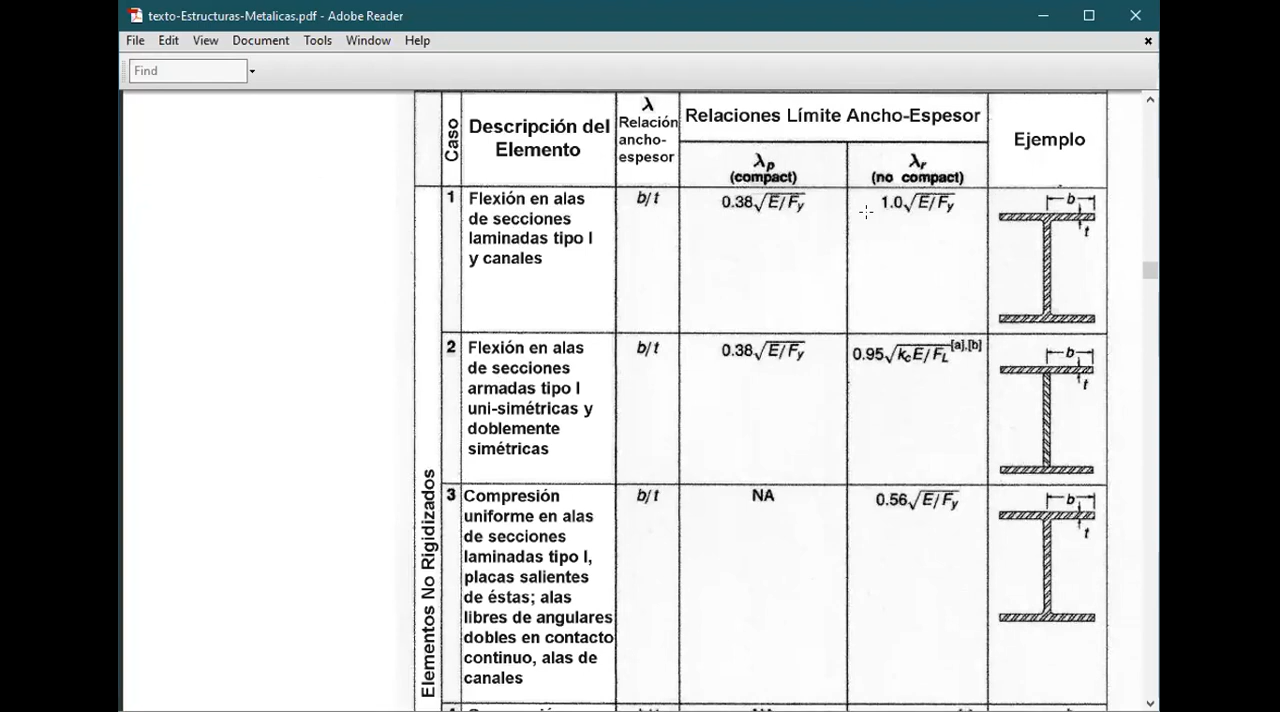 texto-Estructuras-Metalicas.pdf - Adobe Reader
File Edit View Document Tools Window Help
Find
Caso
Descripción del
Elemento
λ
Relación
ancho-
espesor
Relaciones Límite Ancho-Espesor
λp
(compact)
λr
(no compact)
Ejemplo
Elementos No Rigidizados
1
Flexión en alas
de secciones
laminadas tipo I
y canales
b/t
0.38√E/Fy
1.0√E/Fy
b
t
2
Flexión en alas
de secciones
armadas tipo I
uni-simétricas y
doblemente
simétricas
b/t
0.38√E/Fy
0.95√kcE/FL[a],[b]
b
t
3
Compresión
uniforme en alas
de secciones
laminadas tipo I,
placas salientes
de éstas; alas
libres de angulares
dobles en contacto
continuo, alas de
canales
b/t
NA
0.56√E/Fy
b
t